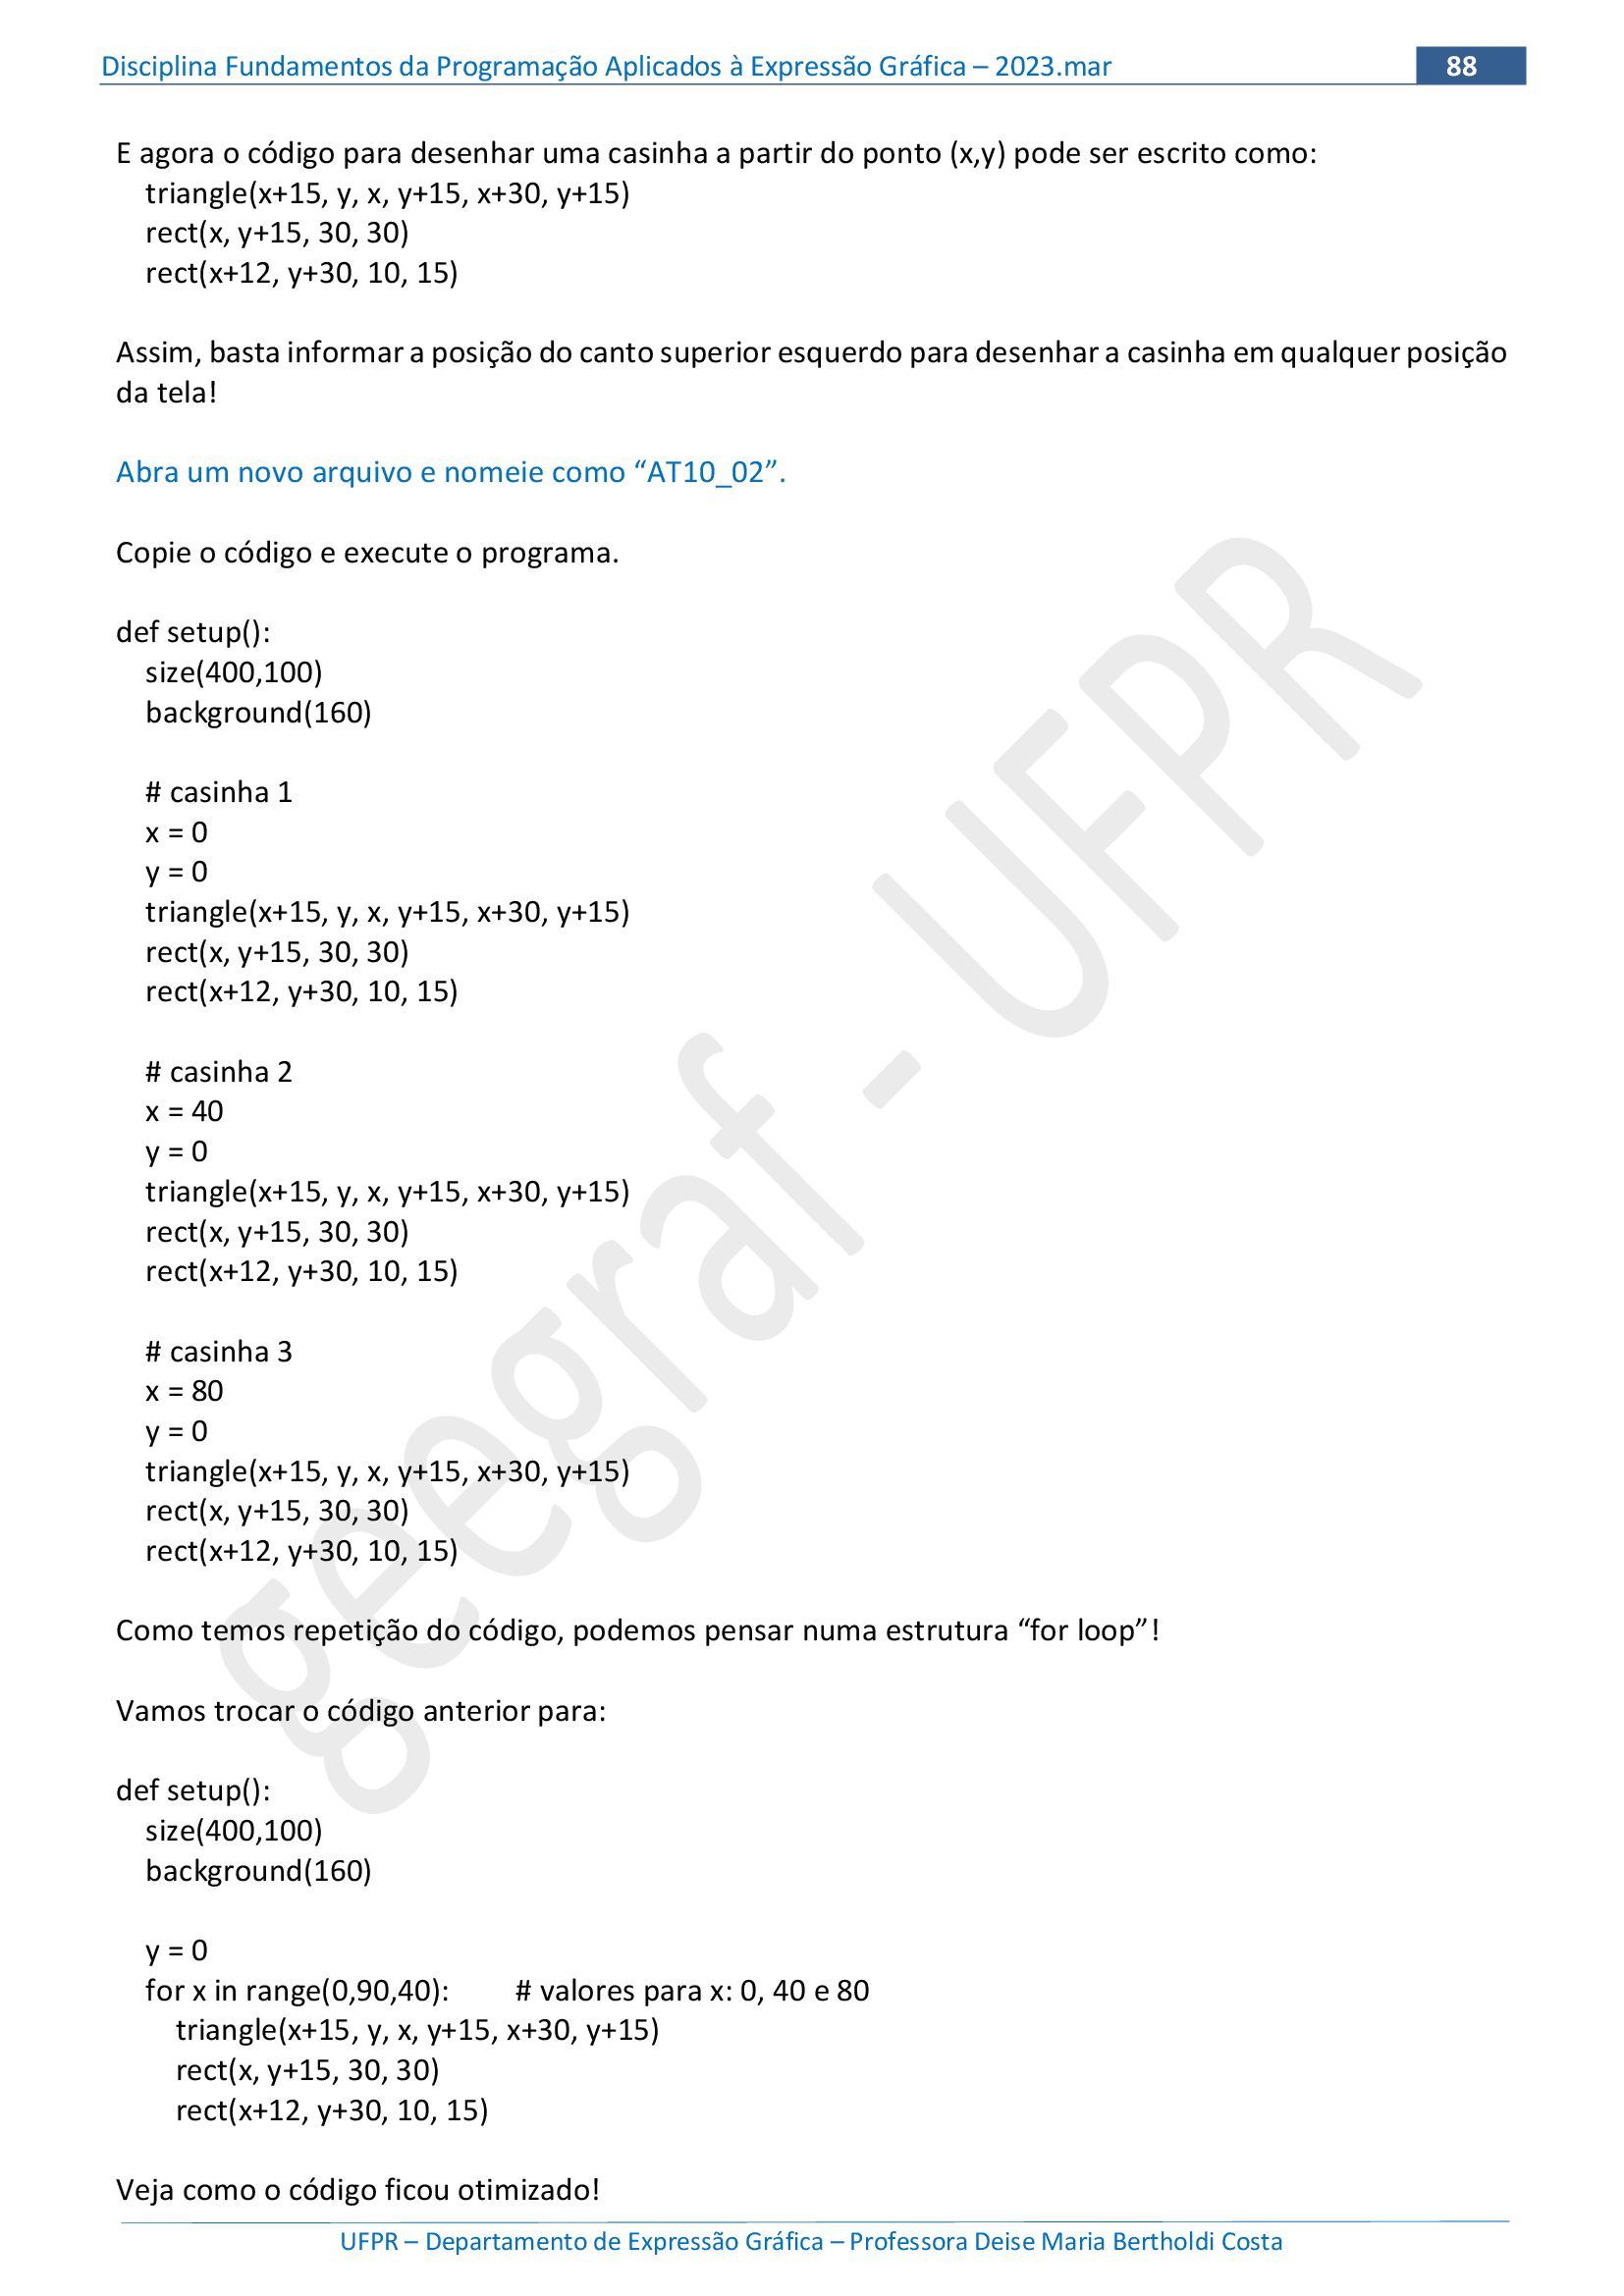 Disciplina Fundamentos da Programação Aplicados à Expressão Gráfica – 2023.mar 88
E agora o código para desenhar uma casinha a partir do ponto (x,y) pode ser escrito como:
triangle(x+15, y, x, y+15, x+30, y+15)
rect(x, y+15, 30, 30)
rect(x+12, y+30, 10, 15)
Assim, basta informar a posição do canto superior esquerdo para desenhar a casinha em qualquer posição
da tela!
Abra um novo arquivo e nomeie como “AT10_02”.
Copie o código e execute o programa.
def setup():
size(400,100)
background(160)
# casinha 1
x = 0
y = 0
triangle(x+15, y, x, y+15, x+30, y+15)
rect(x, y+15, 30, 30)
rect(x+12, y+30, 10, 15)
# casinha 2
x = 40
y = 0
triangle(x+15, y, x, y+15, x+30, y+15)
rect(x, y+15, 30, 30)
rect(x+12, y+30, 10, 15)
# casinha 3
x = 80
y = 0
triangle(x+15, y, x, y+15, x+30, y+15)
rect(x, y+15, 30, 30)
rect(x+12, y+30, 10, 15)
Como temos repetição do código, podemos pensar numa estrutura “for loop”!
Vamos trocar o código anterior para:
def setup():
size(400,100)
background(160)
y = 0
for x in range(0,90,40): # valores para x: 0, 40 e 80
triangle(x+15, y, x, y+15, x+30, y+15)
rect(x, y+15, 30, 30)
rect(x+12, y+30, 10, 15)
Veja como o código ficou otimizado!
UFPR – Departamento de Expressão Gráfica – Professora Deise Maria Bertholdi Costa
geegraf - UFPR